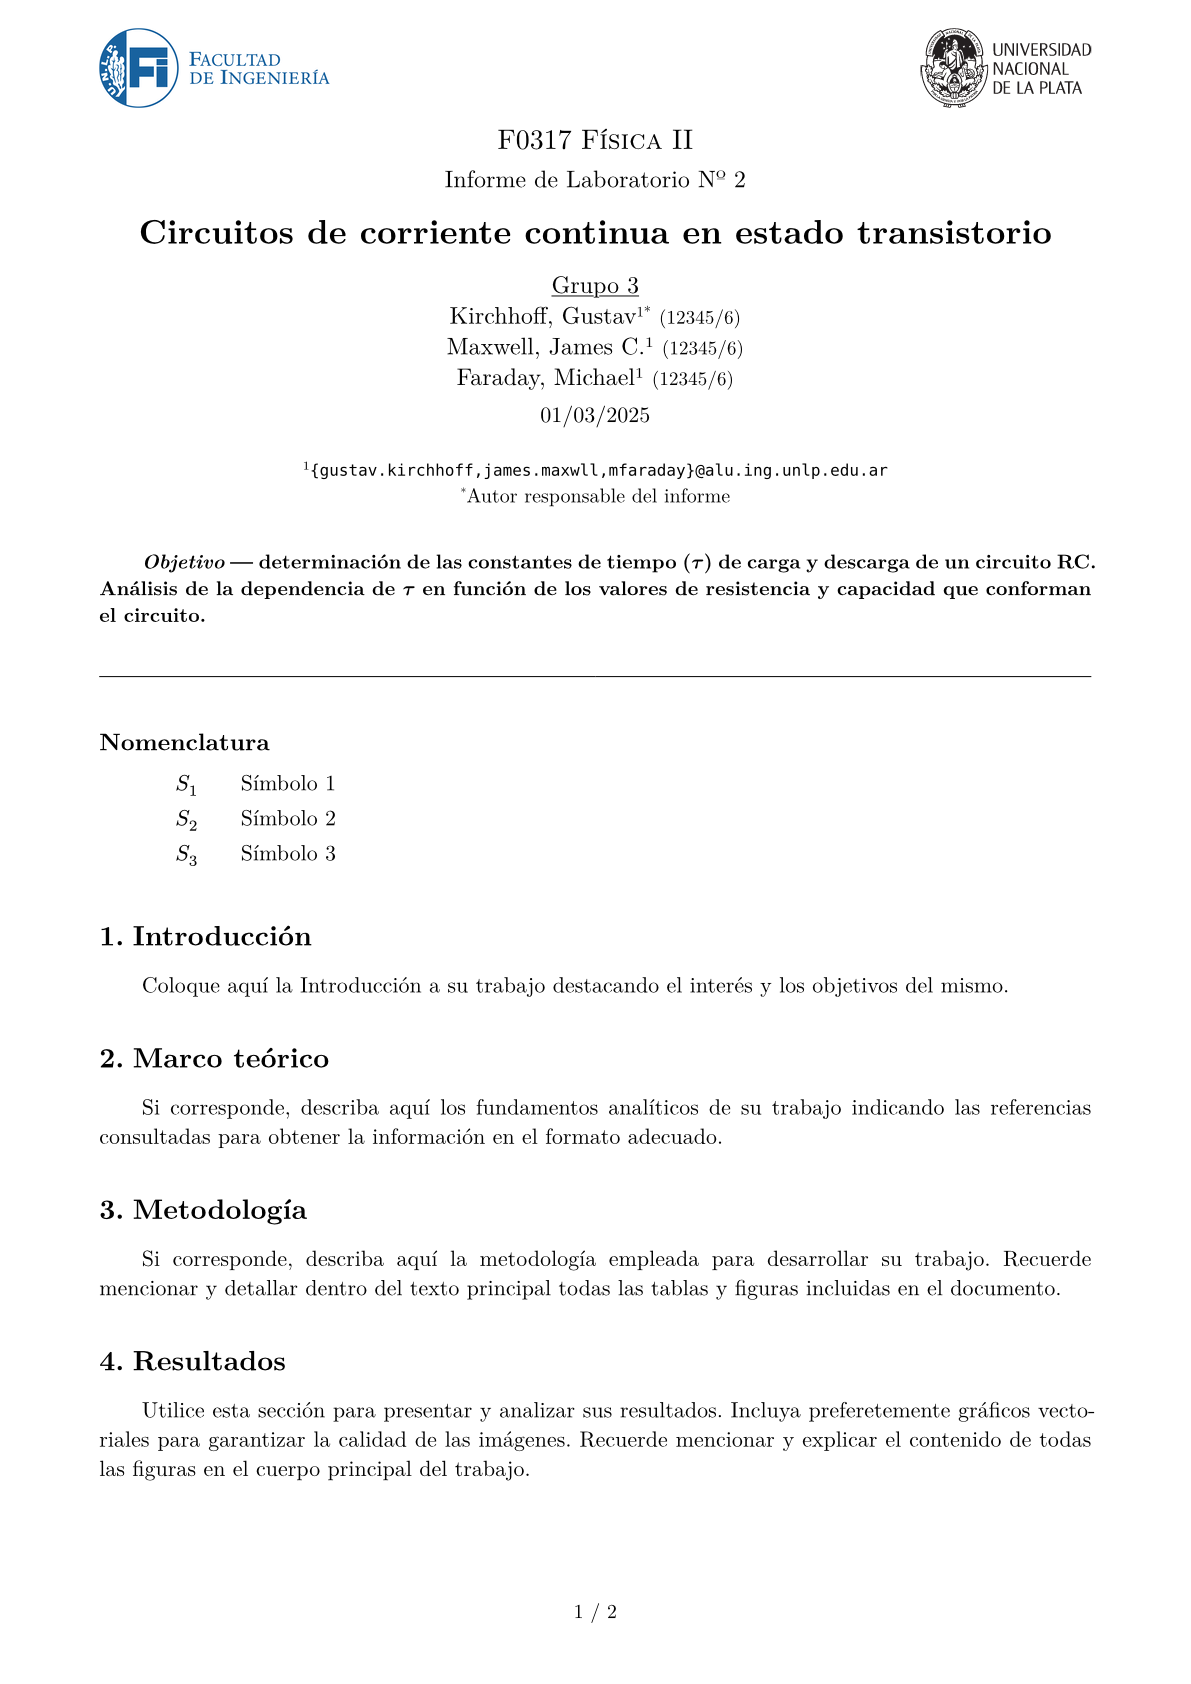 U.N.L.P. Fi FACULTAD
DE INGENIERÍA
UNIVERSIDAD
NACIONAL
DE LA PLATA
F0317 FÍSICA II
Informe de Laboratorio Nº 2
Circuitos de corriente continua en estado transistorio
Grupo 3
Kirchhoff, Gustav¹* (12345/6)
Maxwell, James C.¹ (12345/6)
Faraday, Michael¹ (12345/6)
01/03/2025
¹{gustav.kirchhoff,james.maxwll,mfaraday}@alu.ing.unlp.edu.ar
*Autor responsable del informe
Objetivo — determinación de las constantes de tiempo (τ) de carga y descarga de un circuito RC.
Análisis de la dependencia de τ en función de los valores de resistencia y capacidad que conforman
el circuito.
Nomenclatura
S₁ Símbolo 1
S₂ Símbolo 2
S₃ Símbolo 3
1. Introducción
Coloque aquí la Introducción a su trabajo destacando el interés y los objetivos del mismo.
2. Marco teórico
Si corresponde, describa aquí los fundamentos analíticos de su trabajo indicando las referencias
consultadas para obtener la información en el formato adecuado.
3. Metodología
Si corresponde, describa aquí la metodología empleada para desarrollar su trabajo. Recuerde
mencionar y detallar dentro del texto principal todas las tablas y figuras incluidas en el documento.
4. Resultados
Utilice esta sección para presentar y analizar sus resultados. Incluya preferetemente gráficos vecto-
riales para garantizar la calidad de las imágenes. Recuerde mencionar y explicar el contenido de todas
las figuras en el cuerpo principal del trabajo.
1 / 2